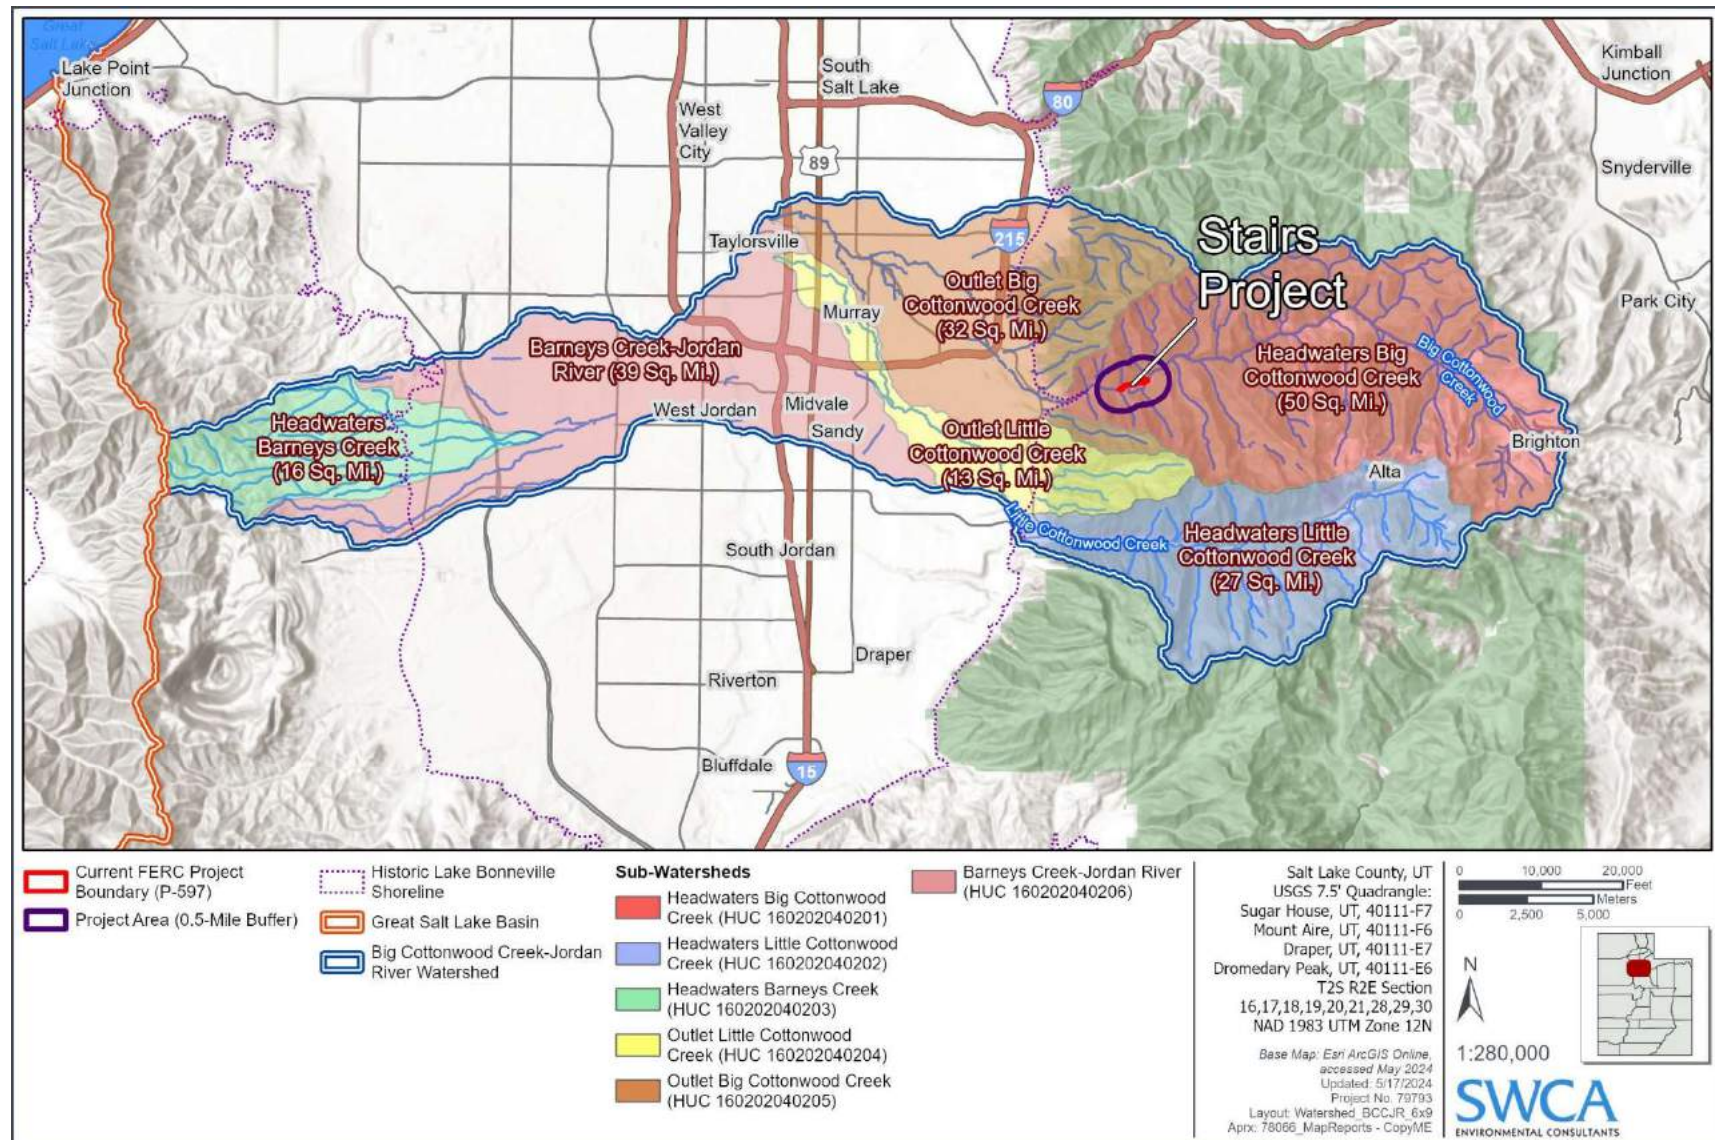 Great
Salt Lake
Lake Point
Junction
South
Salt Lake
West
Valley
City
89
80
Kimball
Junction
Snyderville
Park City
Taylorsville
215
Stairs
Project
Outlet Big
Cottonwood Creek
(32 Sq. Mi.)
Murray
Barneys Creek-Jordan
River (39 Sq. Mi.)
Headwaters Big
Cottonwood Creek
(50 Sq. Mi.)
Big Cottonwood
Creek
Headwaters
Barneys Creek
(16 Sq. Mi.)
West Jordan
Midvale
Sandy
Outlet Little
Cottonwood Creek
(13 Sq. Mi.)
Brighton
Alta
Little Cottonwood Creek
Headwaters Little
Cottonwood Creek
(27 Sq. Mi.)
South Jordan
Draper
Riverton
Bluffdale
15
Current FERC Project
Boundary (P-597)
Project Area (0.5-Mile Buffer)
Historic Lake Bonneville
Shoreline
Great Salt Lake Basin
Big Cottonwood Creek-Jordan
River Watershed
Sub-Watersheds
Headwaters Big Cottonwood
Creek (HUC 160202040201)
Headwaters Little Cottonwood
Creek (HUC 160202040202)
Headwaters Barneys Creek
(HUC 160202040203)
Outlet Little Cottonwood
Creek (HUC 160202040204)
Outlet Big Cottonwood Creek
(HUC 160202040205)
Barneys Creek-Jordan River
(HUC 160202040206)
Salt Lake County, UT
USGS 7.5' Quadrangle:
Sugar House, UT, 40111-F7
Mount Aire, UT, 40111-F6
Draper, UT, 40111-E7
Dromedary Peak, UT, 40111-E6
T2S R2E Section
16,17,18,19,20,21,28,29,30
NAD 1983 UTM Zone 12N
Base Map: Esri ArcGIS Online,
accessed May 2024
Updated: 5/17/2024
Project No. 79793
Layout: Watershed_BCCJR_6x9
Aprx: 78066_MapReports - CopyME
0 10,000 20,000
Feet
Meters
0 2,500 5,000
N
1:280,000
SWCA
ENVIRONMENTAL CONSULTANTS